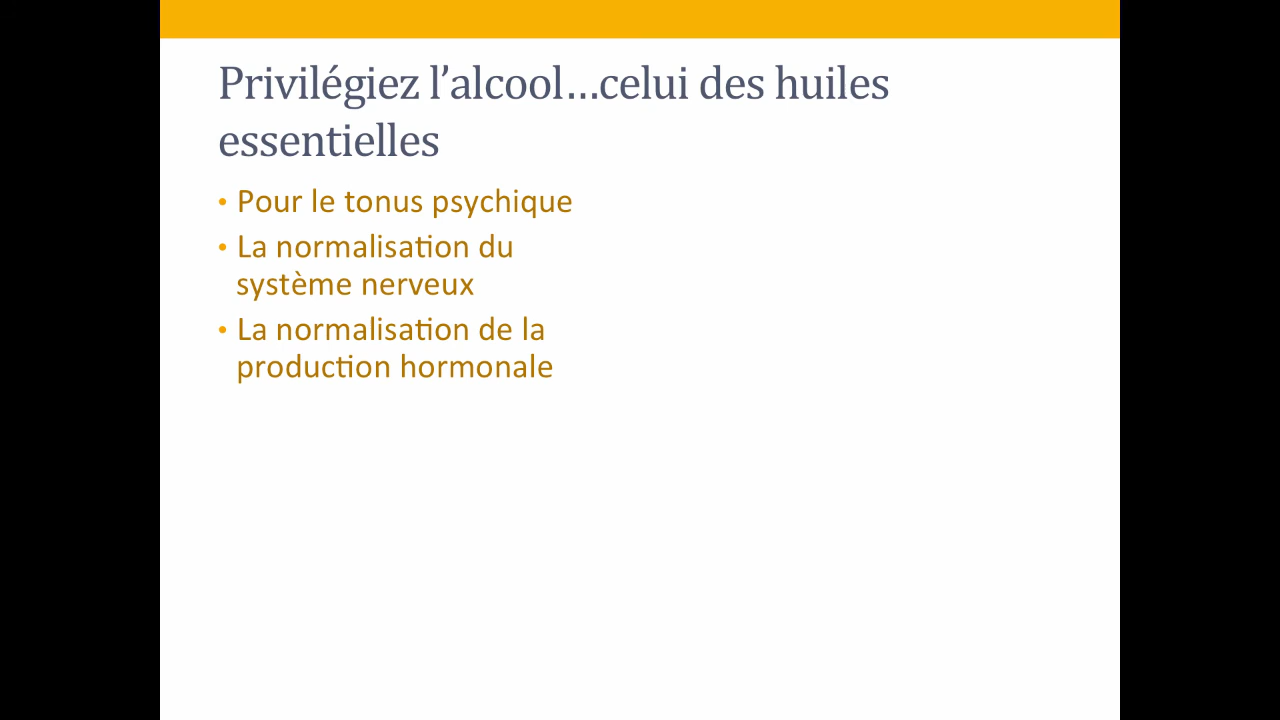 Privilégiez l’alcool…celui des huiles
essentielles
• Pour le tonus psychique
• La normalisation du
système nerveux
• La normalisation de la
production hormonale